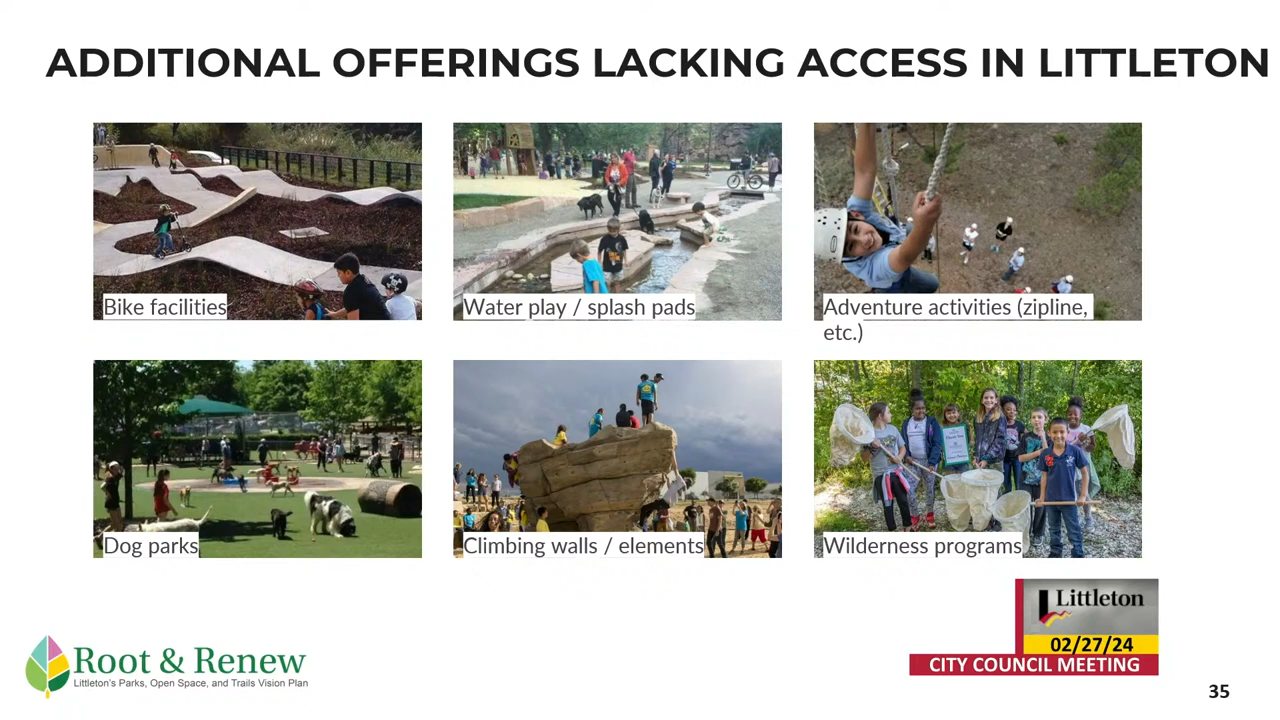 ADDITIONAL OFFERINGS LACKING ACCESS IN LITTLETON
Bike facilities
Water play / splash pads
Adventure activities (zipline,
etc.)
Dog parks
Climbing walls / elements
Wilderness programs
Littleton
02/27/24
CITY COUNCIL MEETING
Root & Renew
Littleton's Parks, Open Space, and Trails Vision Plan
35